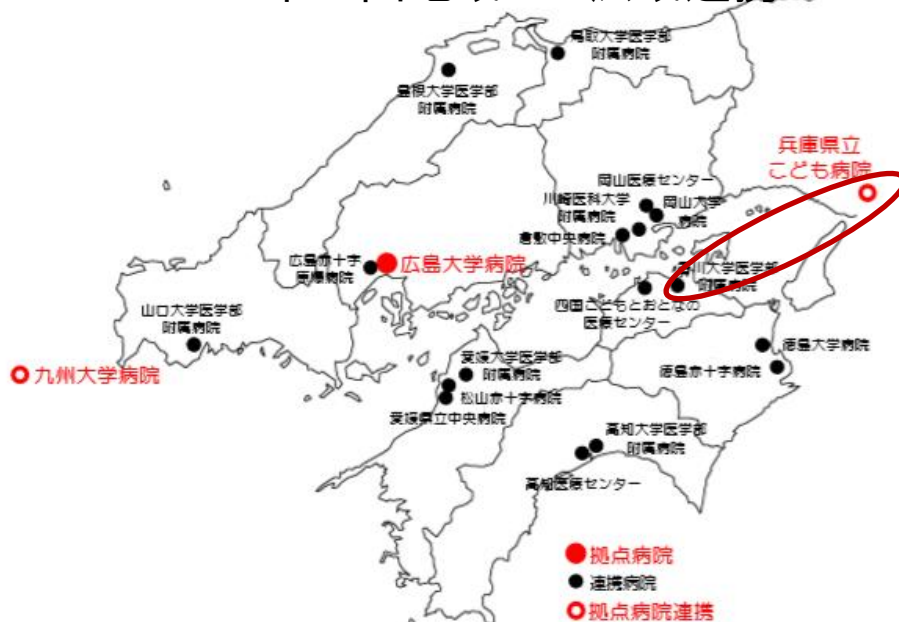 鳥取大学医学部
附属病院
島根大学医学部
附属病院
兵庫県立
こども病院
岡山医療センター
川崎医科大学
附属病院
岡山大学
病院
倉敷中央病院
広島赤十字
原爆病院
広島大学病院
香川大学医学部
附属病院
四国こどもとおとなの
医療センター
山口大学医学部
附属病院
九州大学病院
愛媛大学医学部
附属病院
松山赤十字病院
愛媛県立中央病院
徳島大学病院
徳島赤十字病院
高知大学医学部
附属病院
高知医療センター
拠点病院
連携病院
拠点病院連携